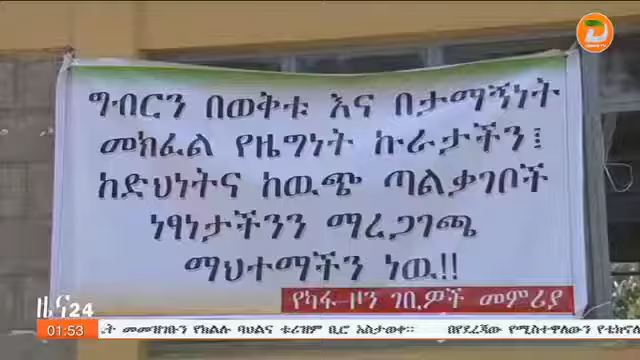 ግብርን በወቅቱ እና በታማኝነት
መክፈል የዜግነት ኩራታችን፤
ከድህነትና ከዉጭ ጣልቃገቦች
ነፃነታችንን ማረጋገጫ
ማህተማችን ነዉ!!
የካፋ-ዞን ገቢዎች መምሪያ
ዜና24
01:53 ት መመዝገቡን የክልሉ ባህልና ቱሪዝም ቢሮ አስታወቀ። በየደረጃው የሚስተዋለውን የቴክኖ